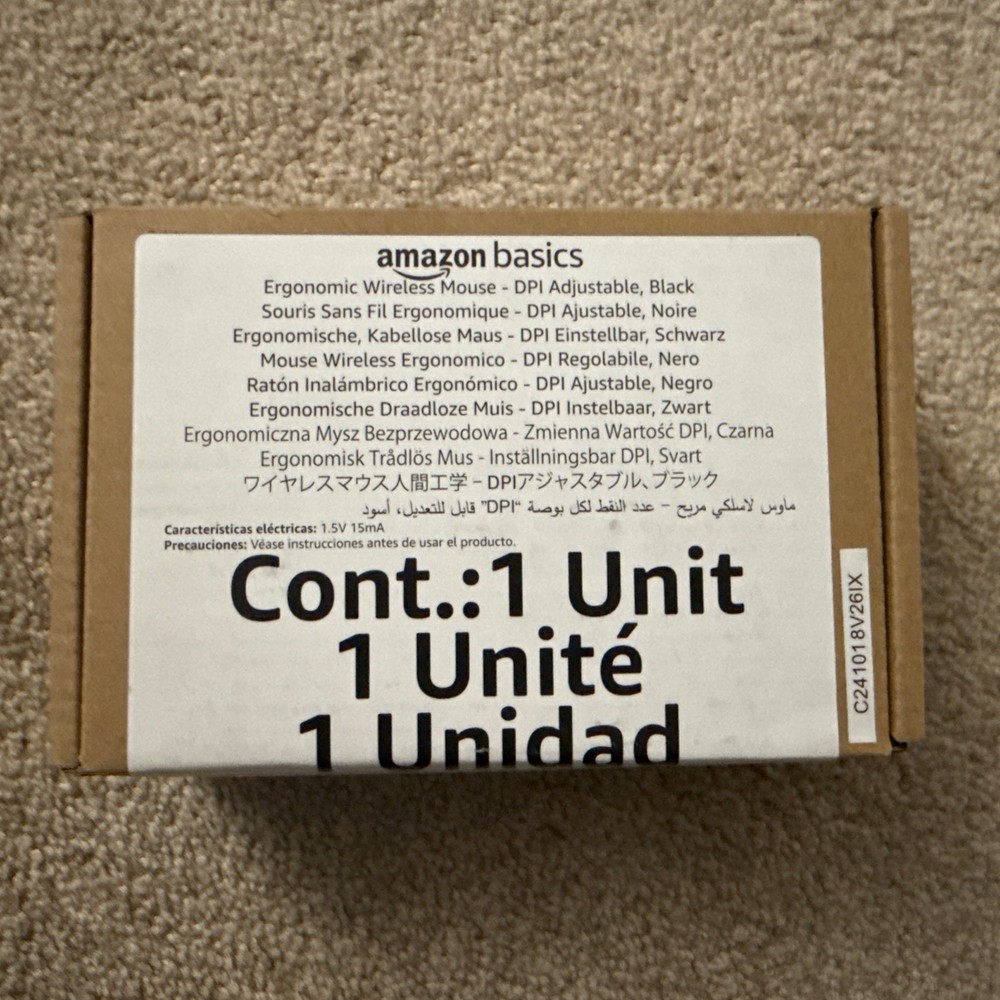 amazon basics
Ergonomic Wireless Mouse - DPI Adjustable, Black
Souris Sans Fil Ergonomique - DPI Ajustable, Noire
Ergonomische, Kabellose Maus - DPI Einstellbar, Schwarz
Mouse Wireless Ergonomico - DPI Regolabile, Nero
Ratón Inalámbrico Ergonómico - DPI Ajustable, Negro
Ergonomische Draadloze Muis - DPI Instelbaar, Zwart
Ergonomiczna Mysz Bezprzewodowa - Zmienna Wartość DPI, Czarna
Ergonomisk Trådlös Mus - Inställningsbar DPI, Svart
ワイヤレスマウス人間工学 – DPIアジャスタブル、ブラック
ماوس لاسلكي مريح – عدد النقط لكل بوصة "DPI" قابل للتعديل، أسود
Características eléctricas: 1.5V 15mA
Precauciones: Véase instrucciones antes de usar el producto.
Cont.:1 Unit
1 Unité
1 Unidad
C241018V26IX